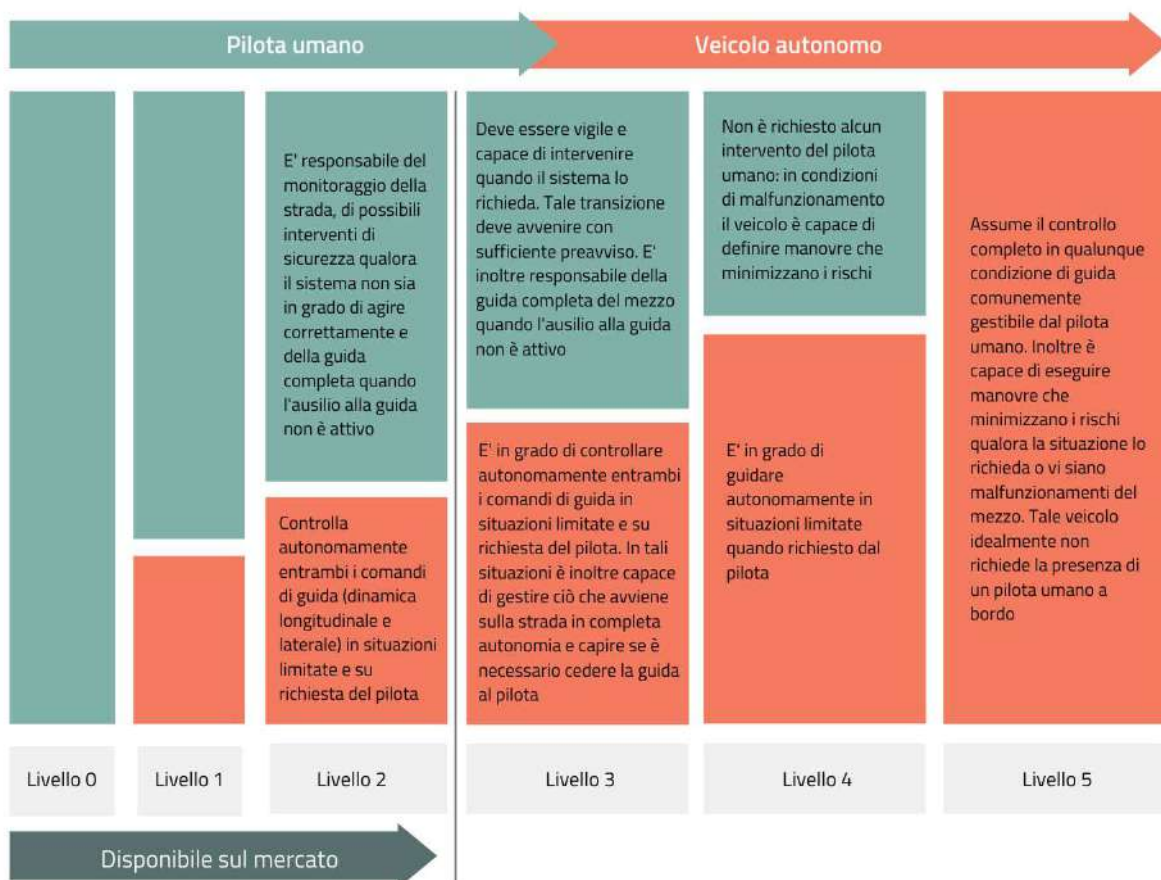 Pilota umano
Veicolo autonomo
E' responsabile del
monitoraggio della
strada, di possibili
interventi di
sicurezza qualora
il sistema non sia
in grado di agire
correttamente e
della guida
completa quando
l'ausilio alla guida
non è attivo
Controlla
autonomamente
entrambi i comandi
di guida (dinamica
longitudinale e
laterale) in situazioni
limitate e su
richiesta del pilota
Deve essere vigile e
capace di intervenire
quando il sistema lo
richieda. Tale transizione
deve avvenire con
sufficiente preavviso. E'
inoltre responsabile della
guida completa del mezzo
quando l'ausilio alla guida
non è attivo
E' in grado di controllare
autonomamente entrambi
i comandi di guida in
situazioni limitate e su
richiesta del pilota. In tali
situazioni è inoltre capace
di gestire ciò che avviene
sulla strada in completa
autonomia e capire se è
necessario cedere la guida
al pilota
Non è richiesto alcun
intervento del pilota
umano: in condizioni
di malfunzionamento
il veicolo è capace di
definire manovre che
minimizzano i rischi
E' in grado di
guidare
autonomamente in
situazioni limitate
quando richiesto dal
pilota
Assume il controllo
completo in qualunque
condizione di guida
comunemente
gestibile dal pilota
umano. Inoltre è
capace di eseguire
manovre che
minimizzano i rischi
qualora la situazione lo
richieda o vi siano
malfunzionamenti del
mezzo. Tale veicolo
idealmente non
richiede la presenza di
un pilota umano a
bordo
Livello 0
Livello 1
Livello 2
Livello 3
Livello 4
Livello 5
Disponibile sul mercato